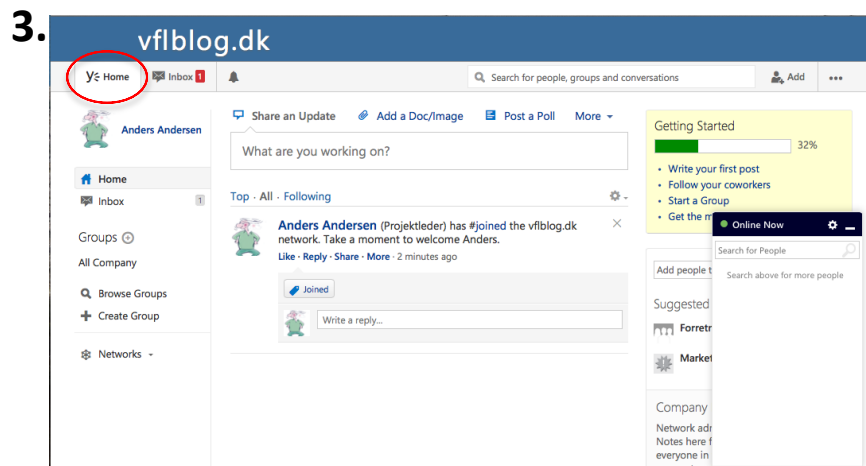 3.
vflblog.dk
Home
Inbox 1
Search for people, groups and conversations
Add
Anders Andersen
Home
Inbox 1
Groups
All Company
Browse Groups
Create Group
Networks
Share an Update Add a Doc/Image Post a Poll More
What are you working on?
Top · All · Following
Anders Andersen (Projektleder) has #joined the vflblog.dk
network. Take a moment to welcome Anders.
Like · Reply · Share · More · 2 minutes ago
Joined
Write a reply...
Getting Started
32%
• Write your first post
• Follow your coworkers
• Start a Group
• Get the
Add people
Suggested
Company
Notes here
everyone in
Online Now
Search for People
Search above for more people